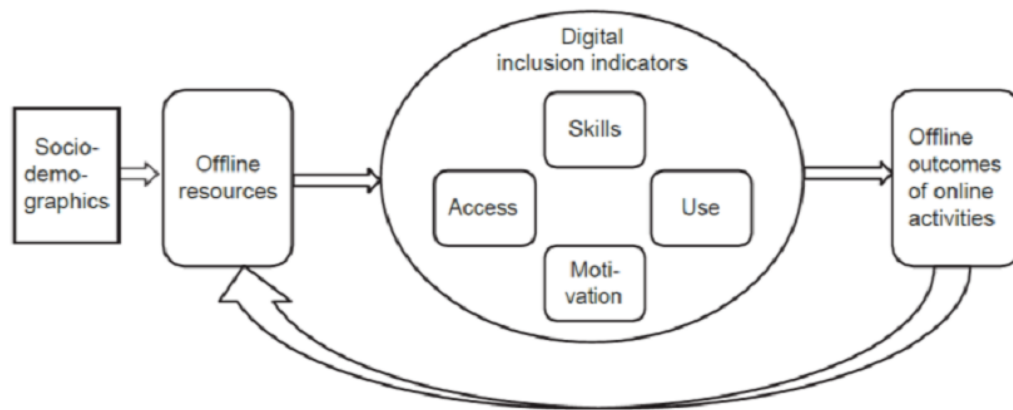 Digital
inclusion indicators
Socio-
demo-
graphics
Offline
resources
Skills
Access
Use
Moti-
vation
Offline
outcomes
of online
activities